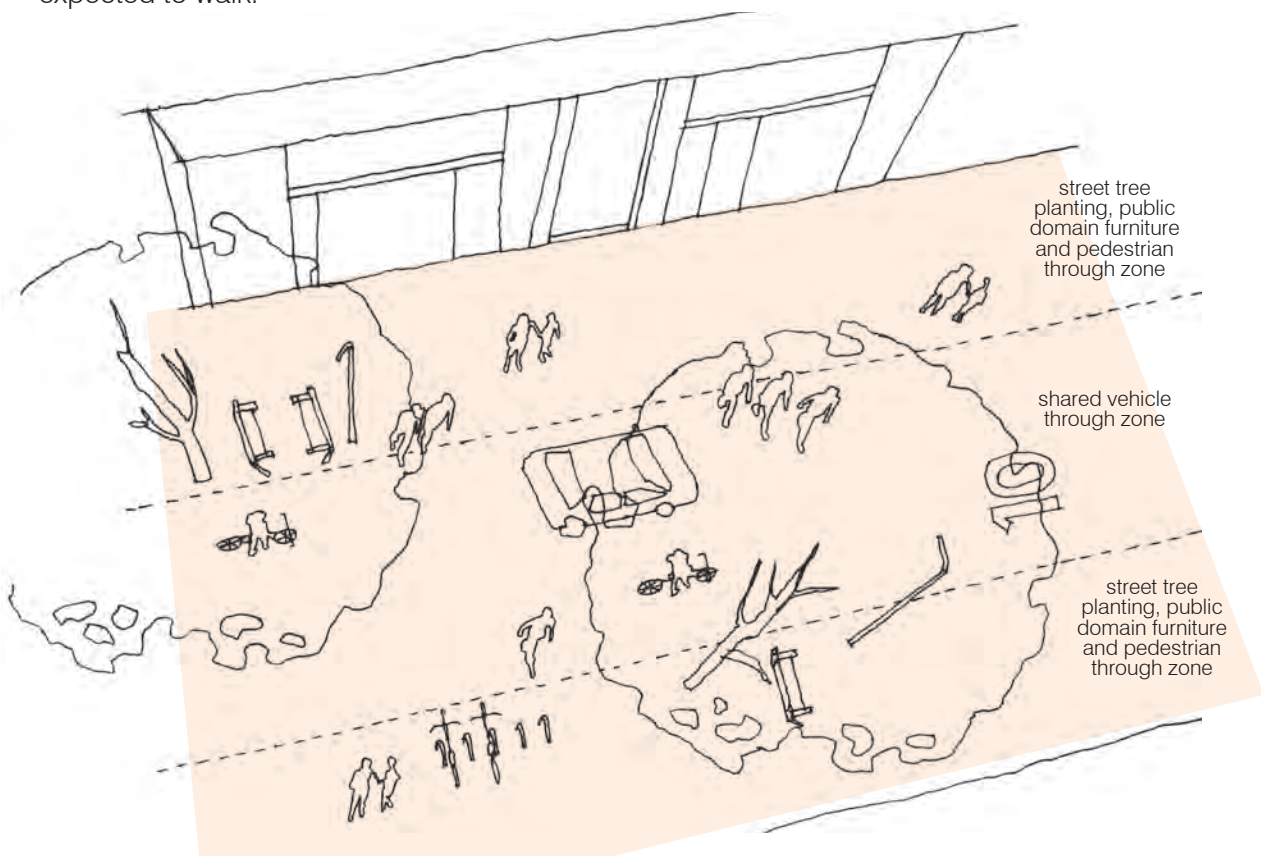 expected to walk.
street tree
planting, public
domain furniture
and pedestrian
through zone
shared vehicle
through zone
10
street tree
planting, public
domain furniture
and pedestrian
through zone